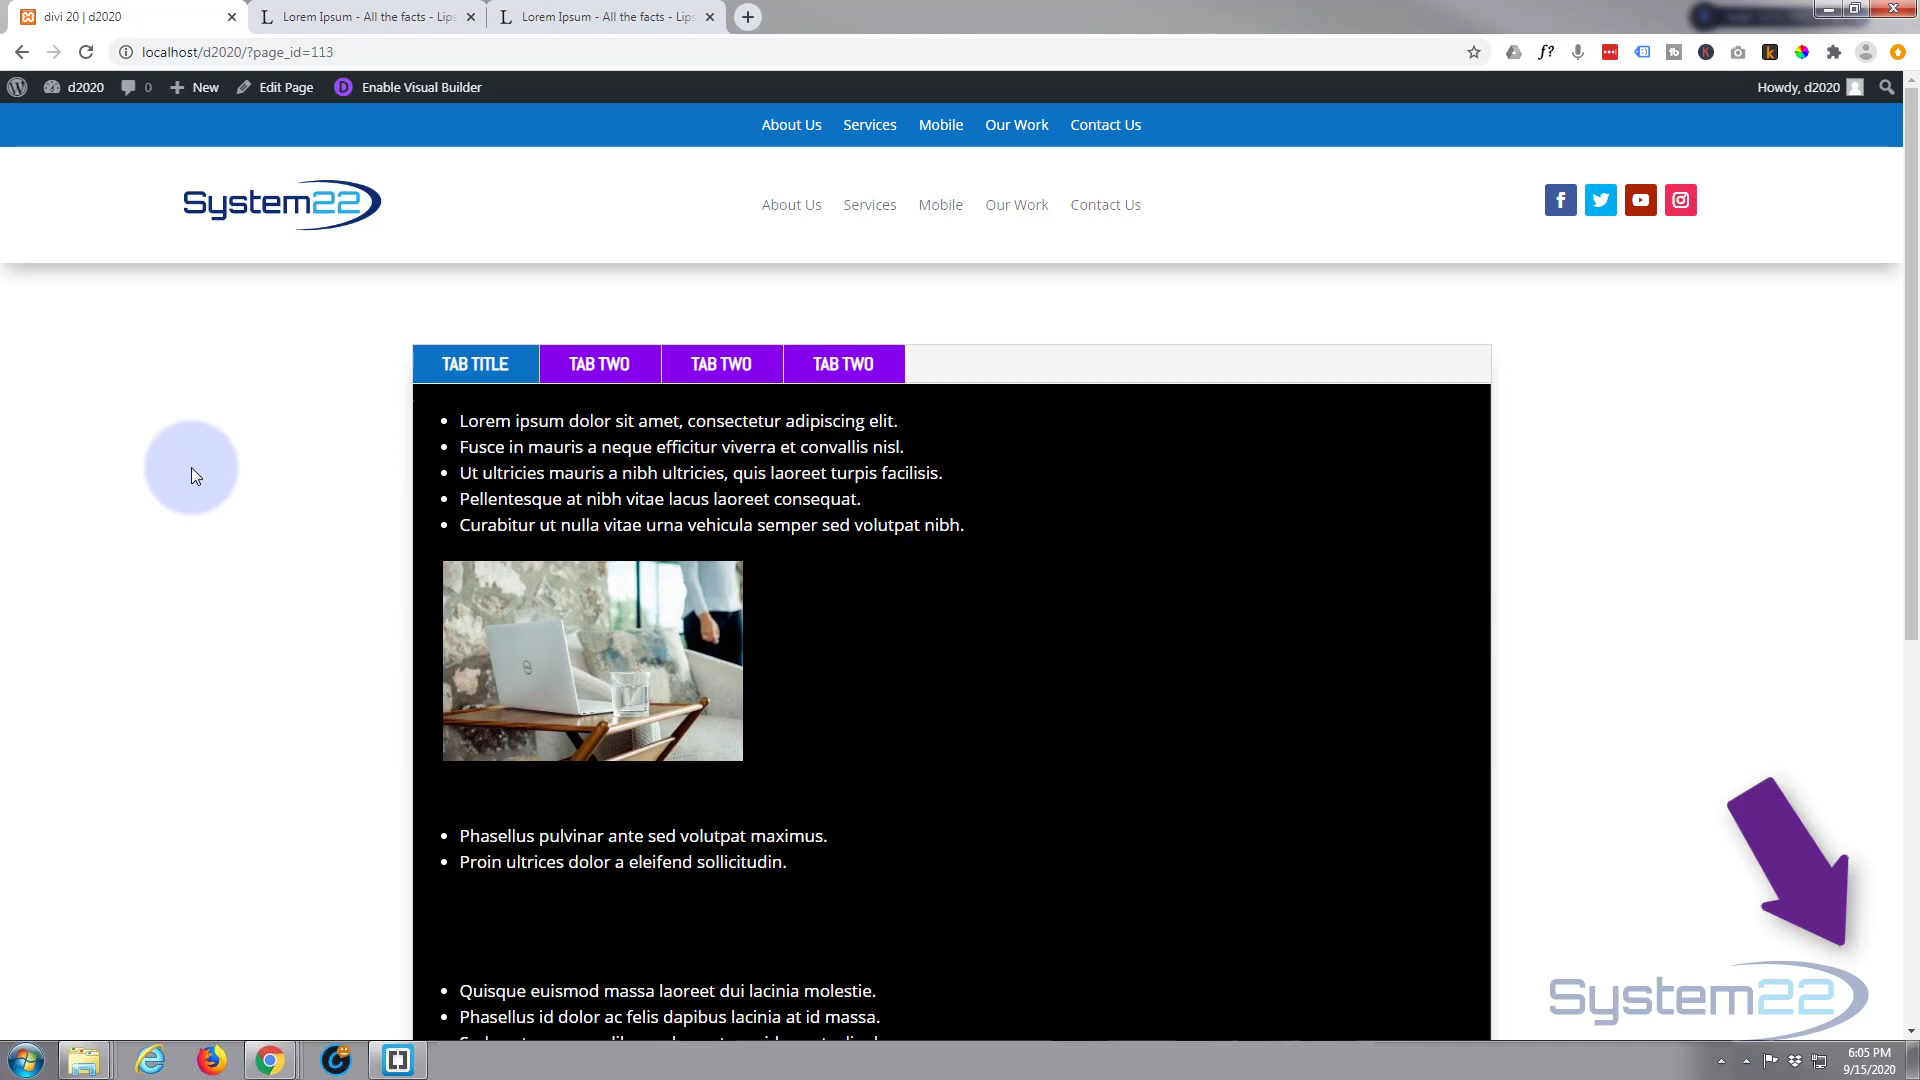 divi 20 | d2020
Lorem Ipsum - All the facts - Lips
Lorem Ipsum - All the facts - Lips
localhost/d2020/?page_id=113
d2020 0 New Edit Page Enable Visual Builder
Howdy, d2020
About Us Services Mobile Our Work Contact Us
System22
About Us Services Mobile Our Work Contact Us
TAB TITLE TAB TWO TAB TWO TAB TWO
• Lorem ipsum dolor sit amet, consectetur adipiscing elit.
• Fusce in mauris a neque efficitur viverra et convallis nisl.
• Ut ultricies mauris a nibh ultricies, quis laoreet turpis facilisis.
• Pellentesque at nibh vitae lacus laoreet consequat.
• Curabitur ut nulla vitae urna vehicula semper sed volutpat nibh.
• Phasellus pulvinar ante sed volutpat maximus.
• Proin ultrices dolor a eleifend sollicitudin.
• Quisque euismod massa laoreet dui lacinia molestie.
• Phasellus id dolor ac felis dapibus lacinia at id massa.
System22
6:05 PM
9/15/2020